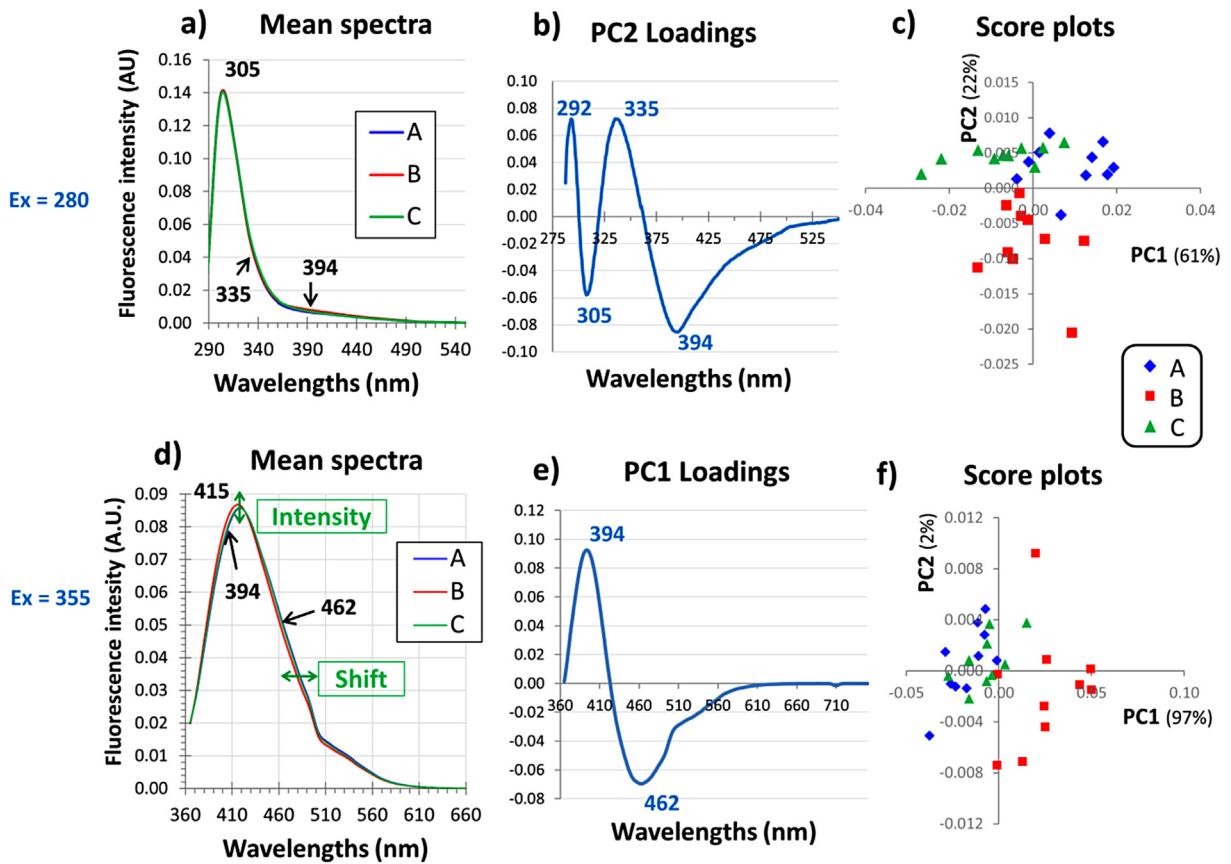 a) Mean spectra
Fluorescence intensity (AU)
0.16
0.14
0.12
0.10
0.08
0.06
0.04
0.02
0.00
305
335
394
A
B
C
290 340 390 440 490 540
Wavelengths (nm)
b) PC2 Loadings
0.10
0.08
0.06
0.04
0.02
0.00
-0.02
-0.04
-0.06
-0.08
-0.10
292
335
305
394
275 325 375 425 475 525
Wavelengths (nm)
c) Score plots
PC2 (22%)
0.015
0.010
0.005
0.000
-0.005
-0.010
-0.015
-0.020
-0.025
-0.04 -0.02 0.00 0.02 0.04
PC1 (61%)
A
B
C
Ex = 280
d) Mean spectra
Fluorescence intesity (A.U.)
0.09
0.08
0.07
0.06
0.05
0.04
0.03
0.02
0.01
0.00
415
Intensity
394
462
Shift
A
B
C
360 410 460 510 560 610 660
Wavelengths (nm)
e) PC1 Loadings
0.12
0.10
0.08
0.06
0.04
0.02
0.00
-0.02
-0.04
-0.06
-0.08
394
462
360 410 460 510 560 610 660 710
Wavelengths (nm)
f) Score plots
PC2 (2%)
0.012
0.008
0.004
0.000
-0.004
-0.008
-0.012
-0.05 0.00 0.05 0.10
PC1 (97%)
Ex = 355